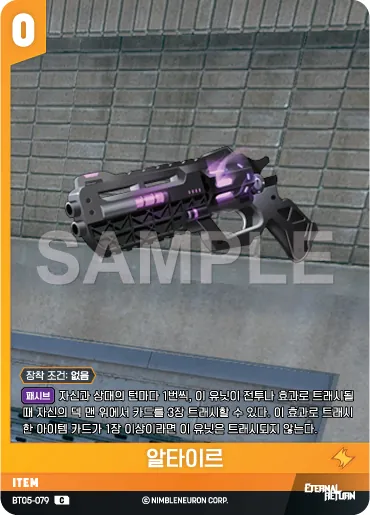 0
SAMPLE
장착 조건: 없음
패시브 자신과 상대의 턴마다 1번씩, 이 유닛이 전투나 효과로 트래시될
때 자신의 덱 맨 위에서 카드를 3장 트래시할 수 있다. 이 효과로 트래시
한 아이템 카드가 1장 이상이라면 이 유닛은 트래시되지 않는다.
알타이르
ITEM
BT05-079 C ⓒ NIMBLENEURON CORP. ETERNAL RETURN